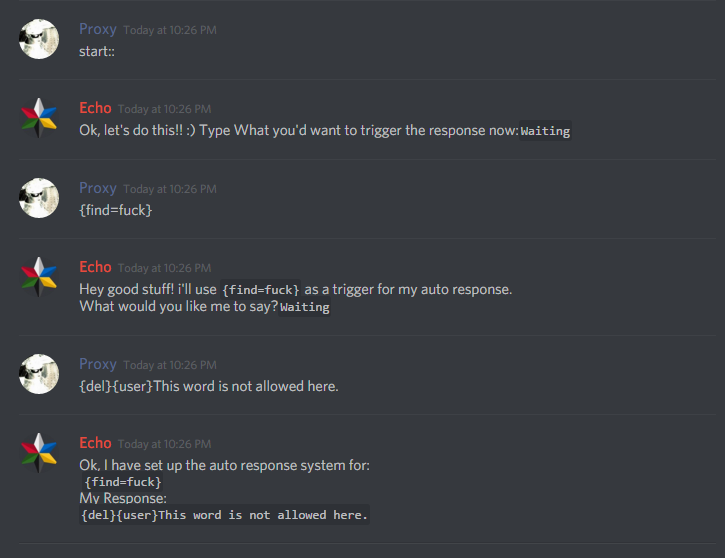 Proxy Today at 10:26 PM
start::
Echo Today at 10:26 PM
Ok, let's do this!! :) Type What you'd want to trigger the response now:Waiting
Proxy Today at 10:26 PM
{find=fuck}
Echo Today at 10:26 PM
Hey good stuff! i'll use {find=fuck} as a trigger for my auto response.
What would you like me to say?Waiting
Proxy Today at 10:26 PM
{del}{user}This word is not allowed here.
Echo Today at 10:26 PM
Ok, I have set up the auto response system for:
{find=fuck}
My Response:
{del}{user}This word is not allowed here.